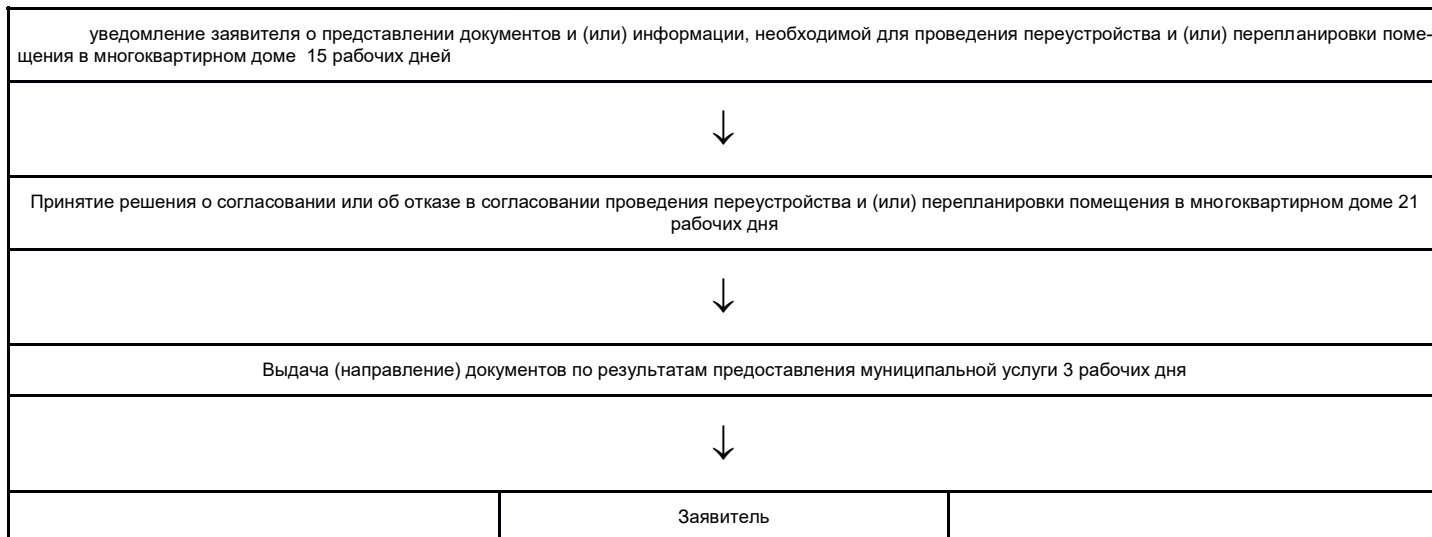 уведомление заявителя о представлении документов и (или) информации, необходимой для проведения переустройства и (или) перепланировки поме-
щения в многоквартирном доме  15 рабочих дней
↓
Принятие решения о согласовании или об отказе в согласовании проведения переустройства и (или) перепланировки помещения в многоквартирном доме 21
рабочих дня
↓
Выдача (направление) документов по результатам предоставления муниципальной услуги 3 рабочих дня
↓
Заявитель